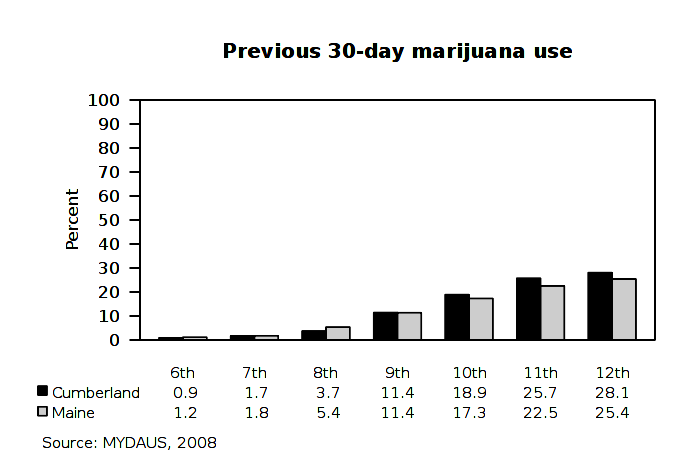 Previous 30-day marijuana use
Percent
100
90
80
70
60
50
40
30
20
10
0
6th 7th 8th 9th 10th 11th 12th
Cumberland 0.9 1.7 3.7 11.4 18.9 25.7 28.1
Maine 1.2 1.8 5.4 11.4 17.3 22.5 25.4
Source: MYDAUS, 2008